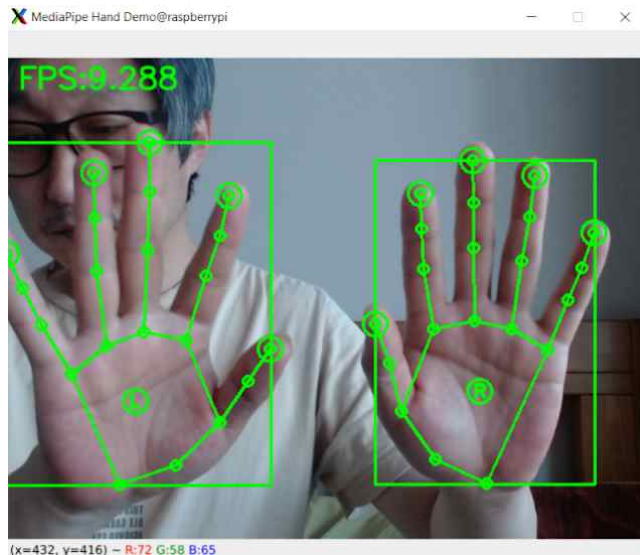 MediaPipe Hand Demo@raspberrypi
FPS:9.288
L
R
(x=432, y=416) ~ R:72 G:58 B:65